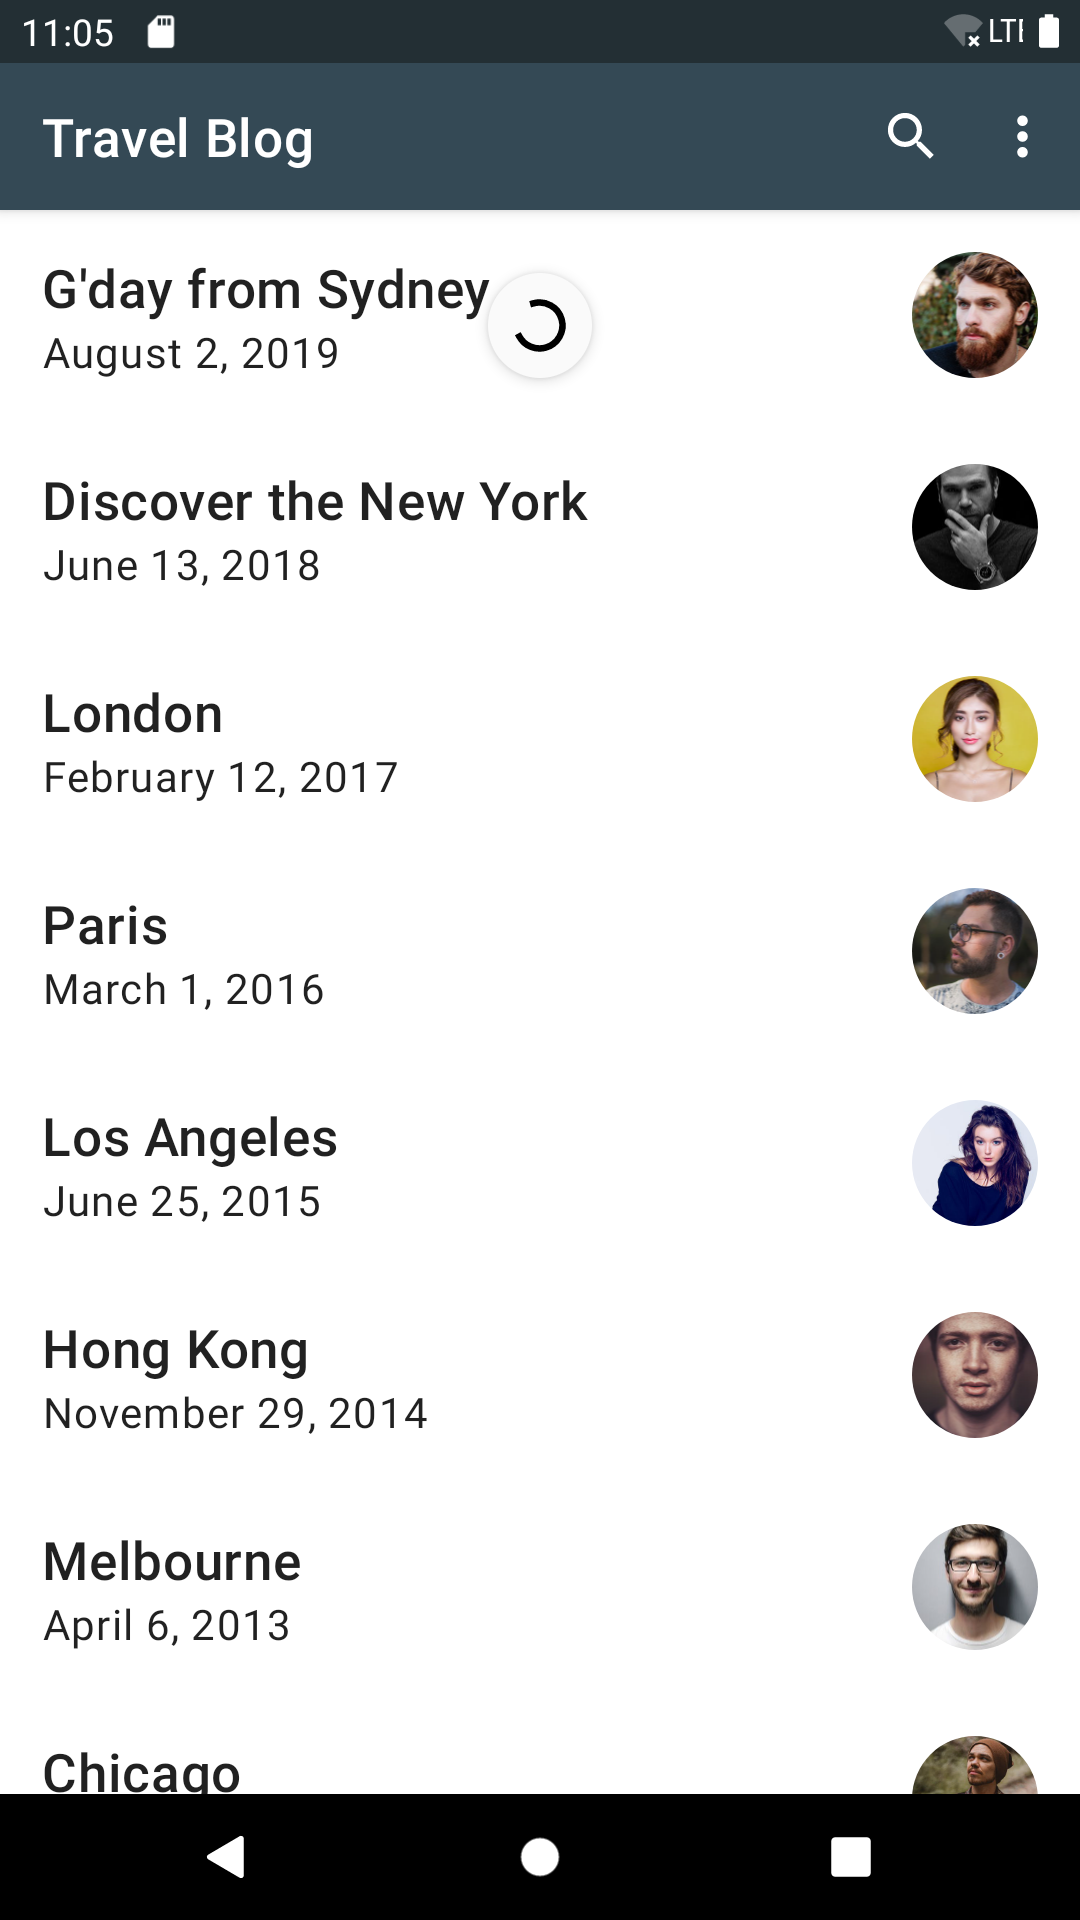 11:05
LTE
Travel Blog
G'day from Sydney
August 2, 2019
Discover the New York
June 13, 2018
London
February 12, 2017
Paris
March 1, 2016
Los Angeles
June 25, 2015
Hong Kong
November 29, 2014
Melbourne
April 6, 2013
Chicago